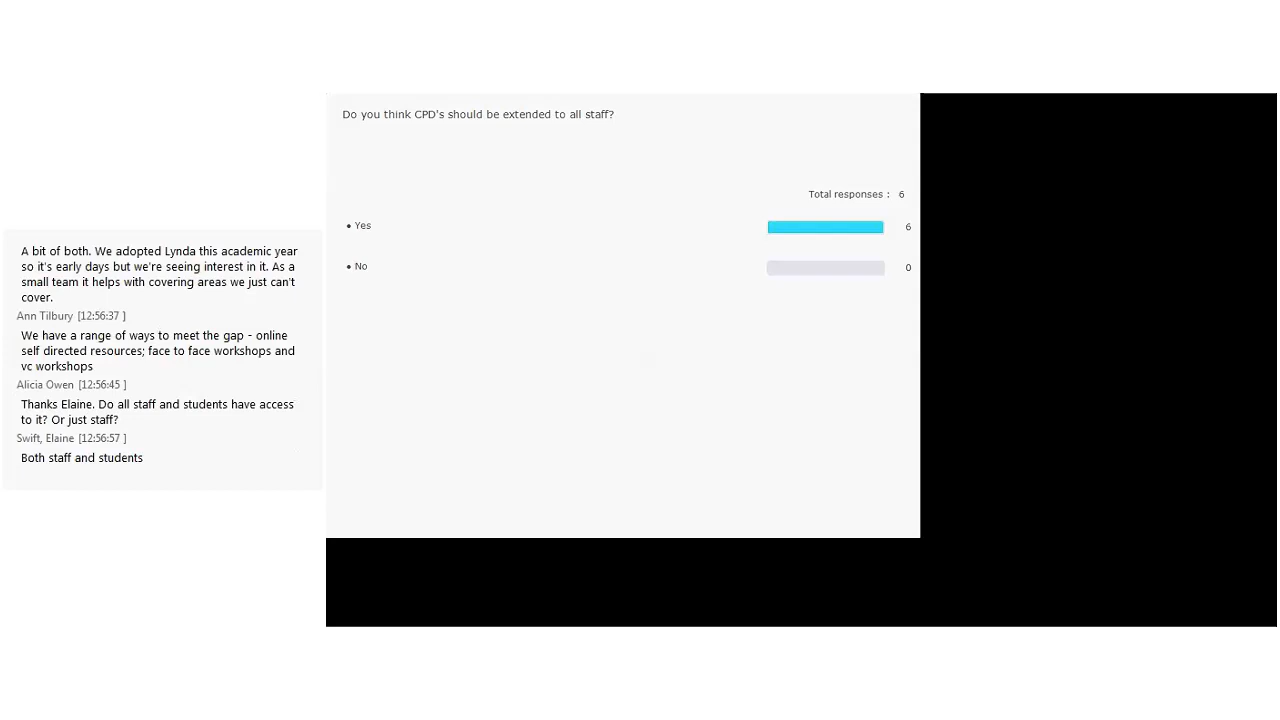 A bit of both. We adopted Lynda this academic year
so it's early days but we're seeing interest in it. As a
small team it helps with covering areas we just can't
cover.
Ann Tilbury [12:56:37 ]
We have a range of ways to meet the gap - online
self directed resources; face to face workshops and
vc workshops
Alicia Owen [12:56:45 ]
Thanks Elaine. Do all staff and students have access
to it? Or just staff?
Swift, Elaine [12:56:57 ]
Both staff and students
Do you think CPD's should be extended to all staff?
Total responses : 6
• Yes 6
• No 0